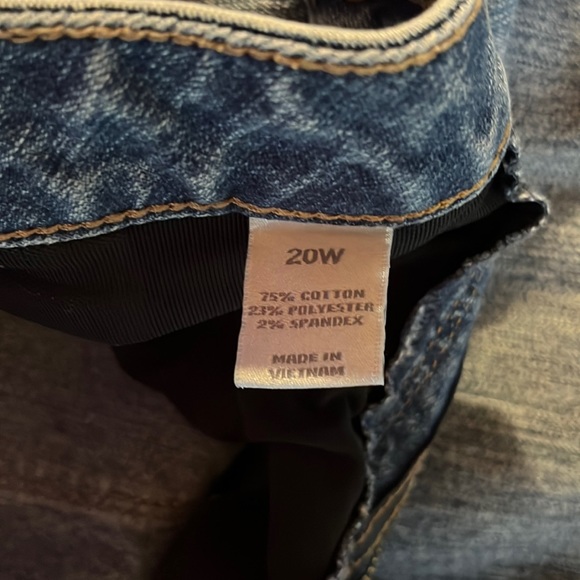 20W
75% COTTON
23% POLYESTER
2% SPANDEX
MADE IN
VIETNAM